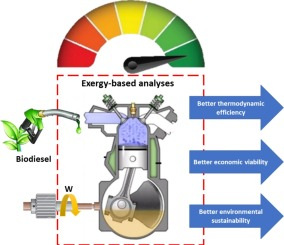 Exergy-based analyses
Better thermodynamic
efficiency
Biodiesel
Better economic viability
W
Better environmental
sustainability